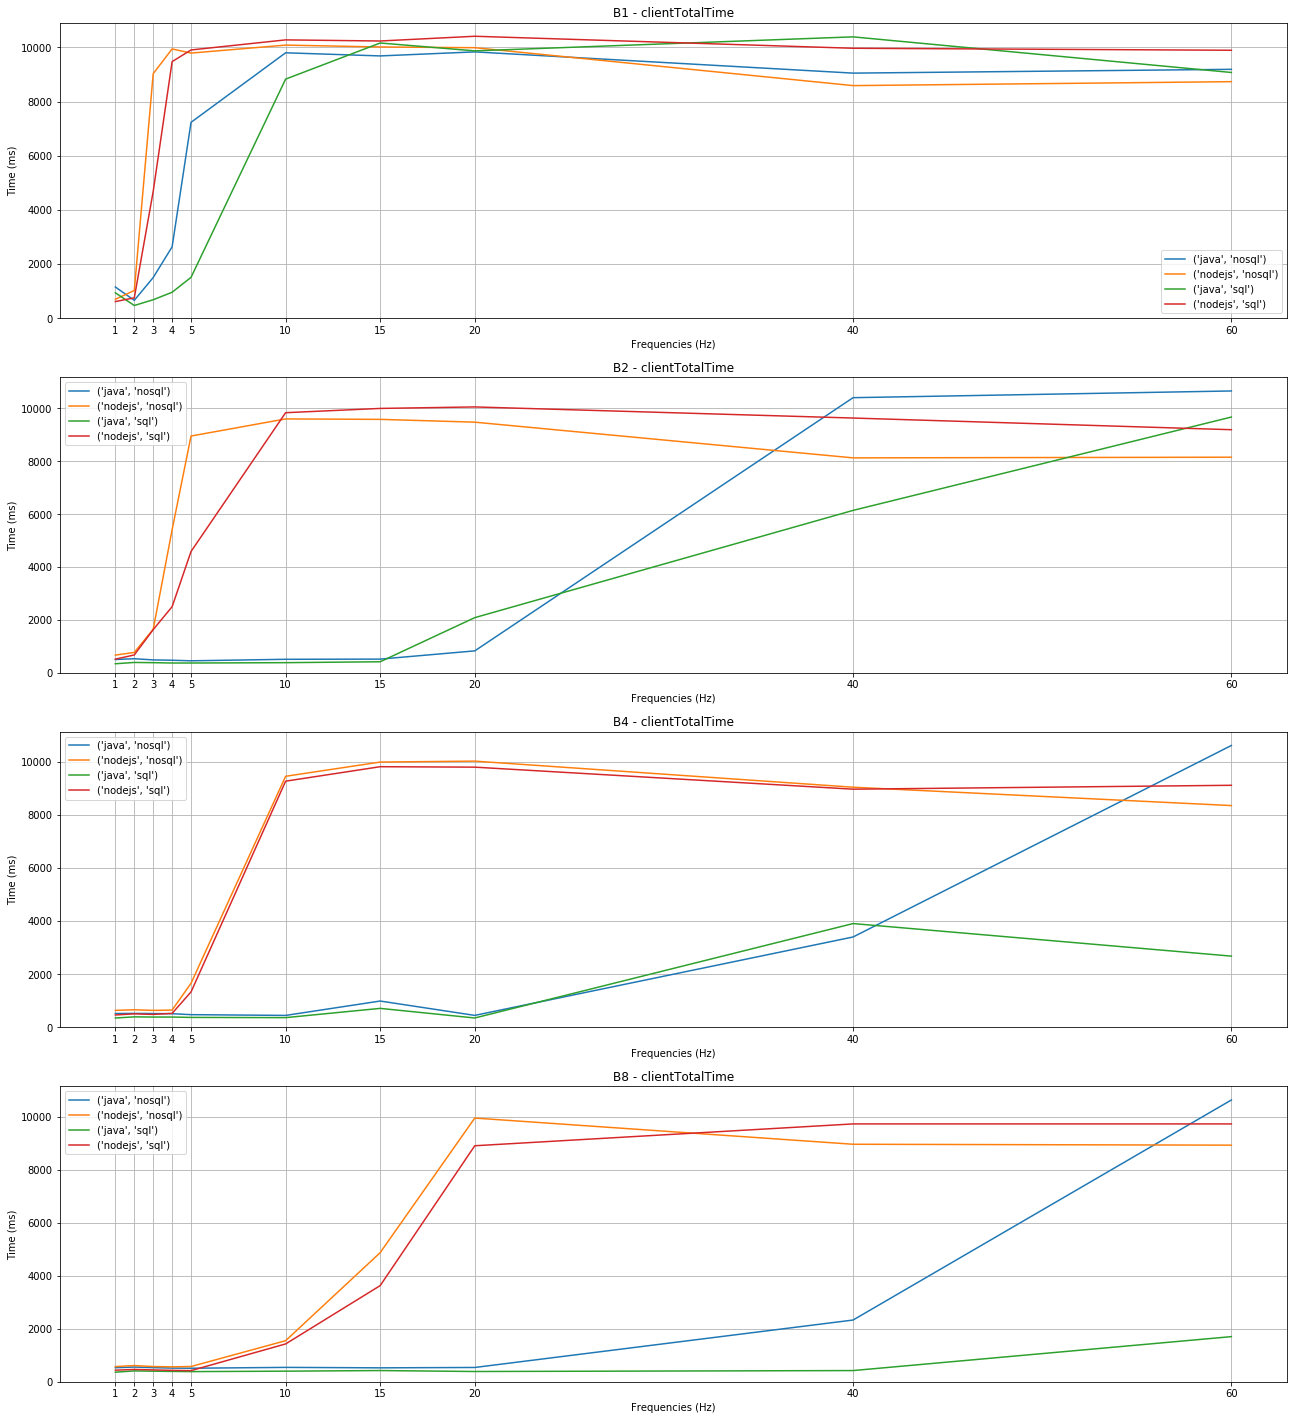 B1 - clientTotalTime
10000
8000
6000
4000
2000
0
Time (ms)
('java', 'nosql')
('nodejs', 'nosql')
('java', 'sql')
('nodejs', 'sql')
1 2 3 4 5 10 15 20 40 60
Frequencies (Hz)
B2 - clientTotalTime
('java', 'nosql')
('nodejs', 'nosql')
('java', 'sql')
('nodejs', 'sql')
10000
8000
6000
4000
2000
0
Time (ms)
1 2 3 4 5 10 15 20 40 60
Frequencies (Hz)
B4 - clientTotalTime
('java', 'nosql')
('nodejs', 'nosql')
('java', 'sql')
('nodejs', 'sql')
10000
8000
6000
4000
2000
0
Time (ms)
1 2 3 4 5 10 15 20 40 60
Frequencies (Hz)
B8 - clientTotalTime
('java', 'nosql')
('nodejs', 'nosql')
('java', 'sql')
('nodejs', 'sql')
10000
8000
6000
4000
2000
0
Time (ms)
1 2 3 4 5 10 15 20 40 60
Frequencies (Hz)